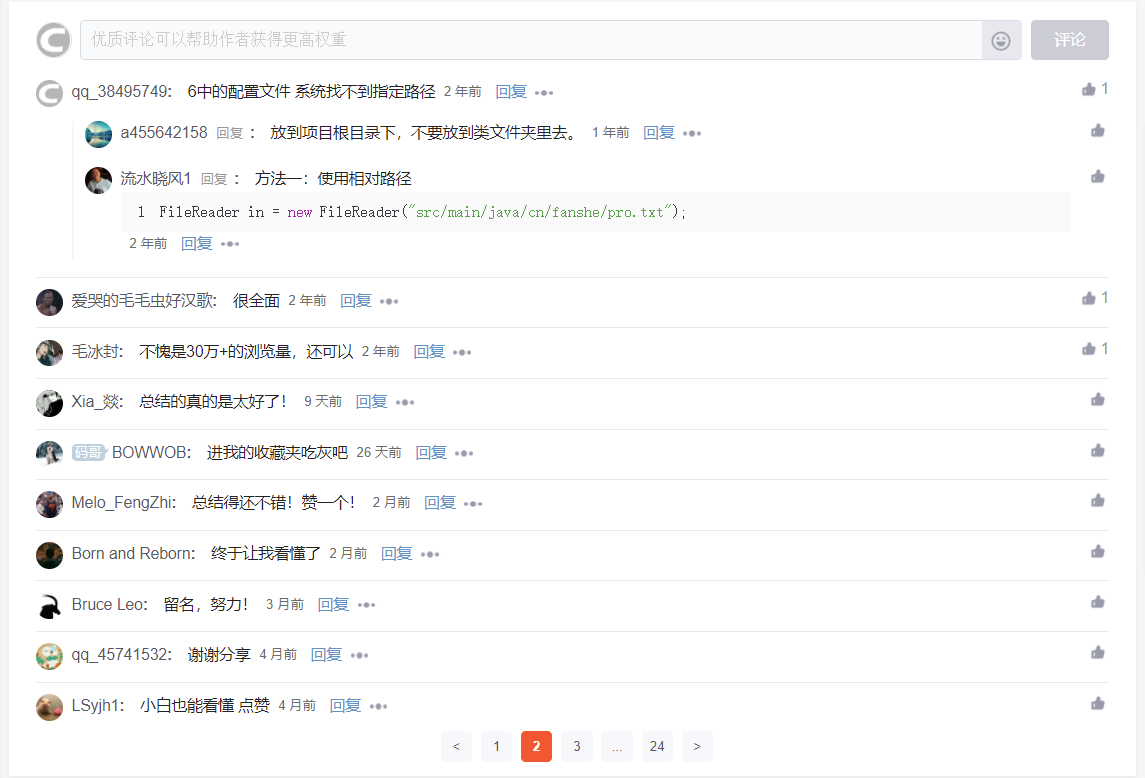 优质评论可以帮助作者获得更高权重
评论
qq_38495749: 6中的配置文件 系统找不到指定路径 2 年前 回复 1
a455642158 回复: 放到项目根目录下，不要放到类文件夹里去。 1 年前 回复
流水晓风1 回复: 方法一：使用相对路径
1 FileReader in = new FileReader("src/main/java/cn/fanshe/pro.txt");
2 年前 回复
爱哭的毛毛虫好汉歌: 很全面 2 年前 回复 1
毛冰封: 不愧是30万+的浏览量，还可以 2 年前 回复 1
Xia_燚: 总结的真的是太好了！ 9 天前 回复
码哥 BOWWOB: 进我的收藏夹吃灰吧 26 天前 回复
Melo_FengZhi: 总结得还不错！赞一个！ 2 月前 回复
Born and Reborn: 终于让我看懂了 2 月前 回复
Bruce Leo: 留名，努力！ 3 月前 回复
qq_45741532: 谢谢分享 4 月前 回复
LSyjh1: 小白也能看懂 点赞 4 月前 回复
< 1 2 3 ... 24 >